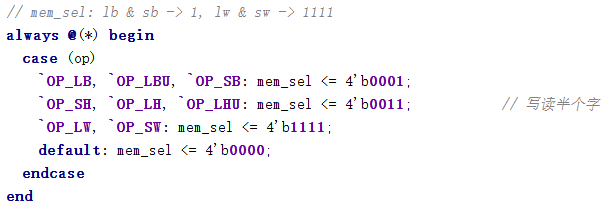 // mem_sel: lb & sb -> 1, lw & sw -> 1111
always @(*) begin
case (op)
`OP_LB, `OP_LBU, `OP_SB: mem_sel <= 4'b0001;
`OP_SH, `OP_LH, `OP_LHU: mem_sel <= 4'b0011; // 写读半个字
`OP_LW, `OP_SW: mem_sel <= 4'b1111;
default: mem_sel <= 4'b0000;
endcase
end